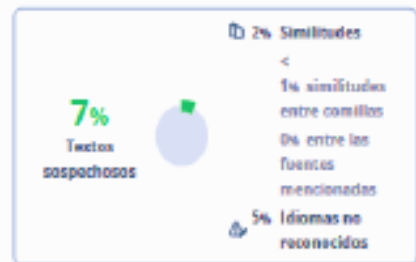 7%
Textos
sospechosos
2% Similitudes
<
1% similitudes
entre comillas
0% entre las
fuentes
mencionadas
5% Idiomas no
reconocidos